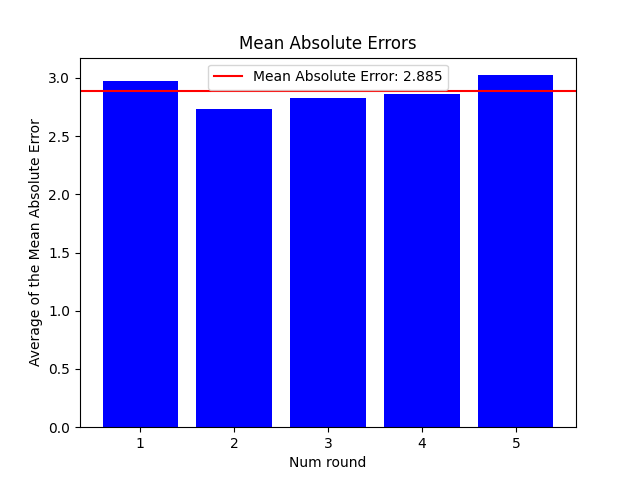 Mean Absolute Errors
Mean Absolute Error: 2.885
Average of the Mean Absolute Error
3.0
2.5
2.0
1.5
1.0
0.5
0.0
1 2 3 4 5
Num round